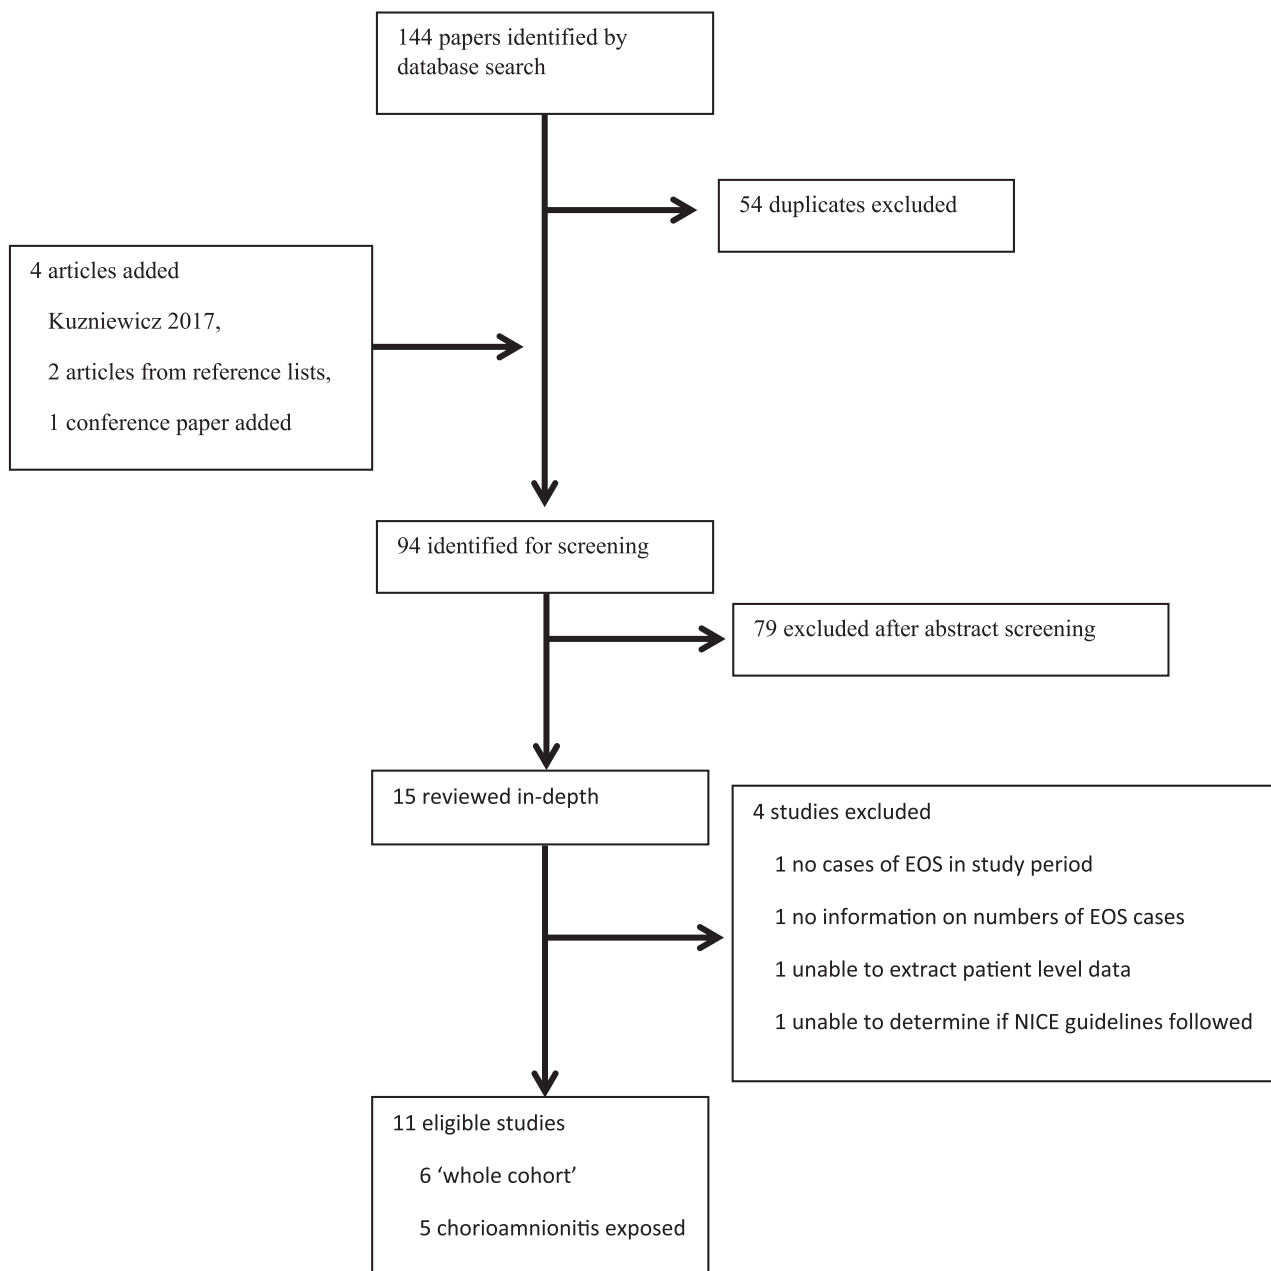 144 papers identified by
database search
54 duplicates excluded
4 articles added
Kuzniewicz 2017,
2 articles from reference lists,
1 conference paper added
94 identified for screening
79 excluded after abstract screening
15 reviewed in-depth
4 studies excluded
1 no cases of EOS in study period
1 no information on numbers of EOS cases
1 unable to extract patient level data
1 unable to determine if NICE guidelines followed
11 eligible studies
6 ‘whole cohort’
5 chorioamnionitis exposed